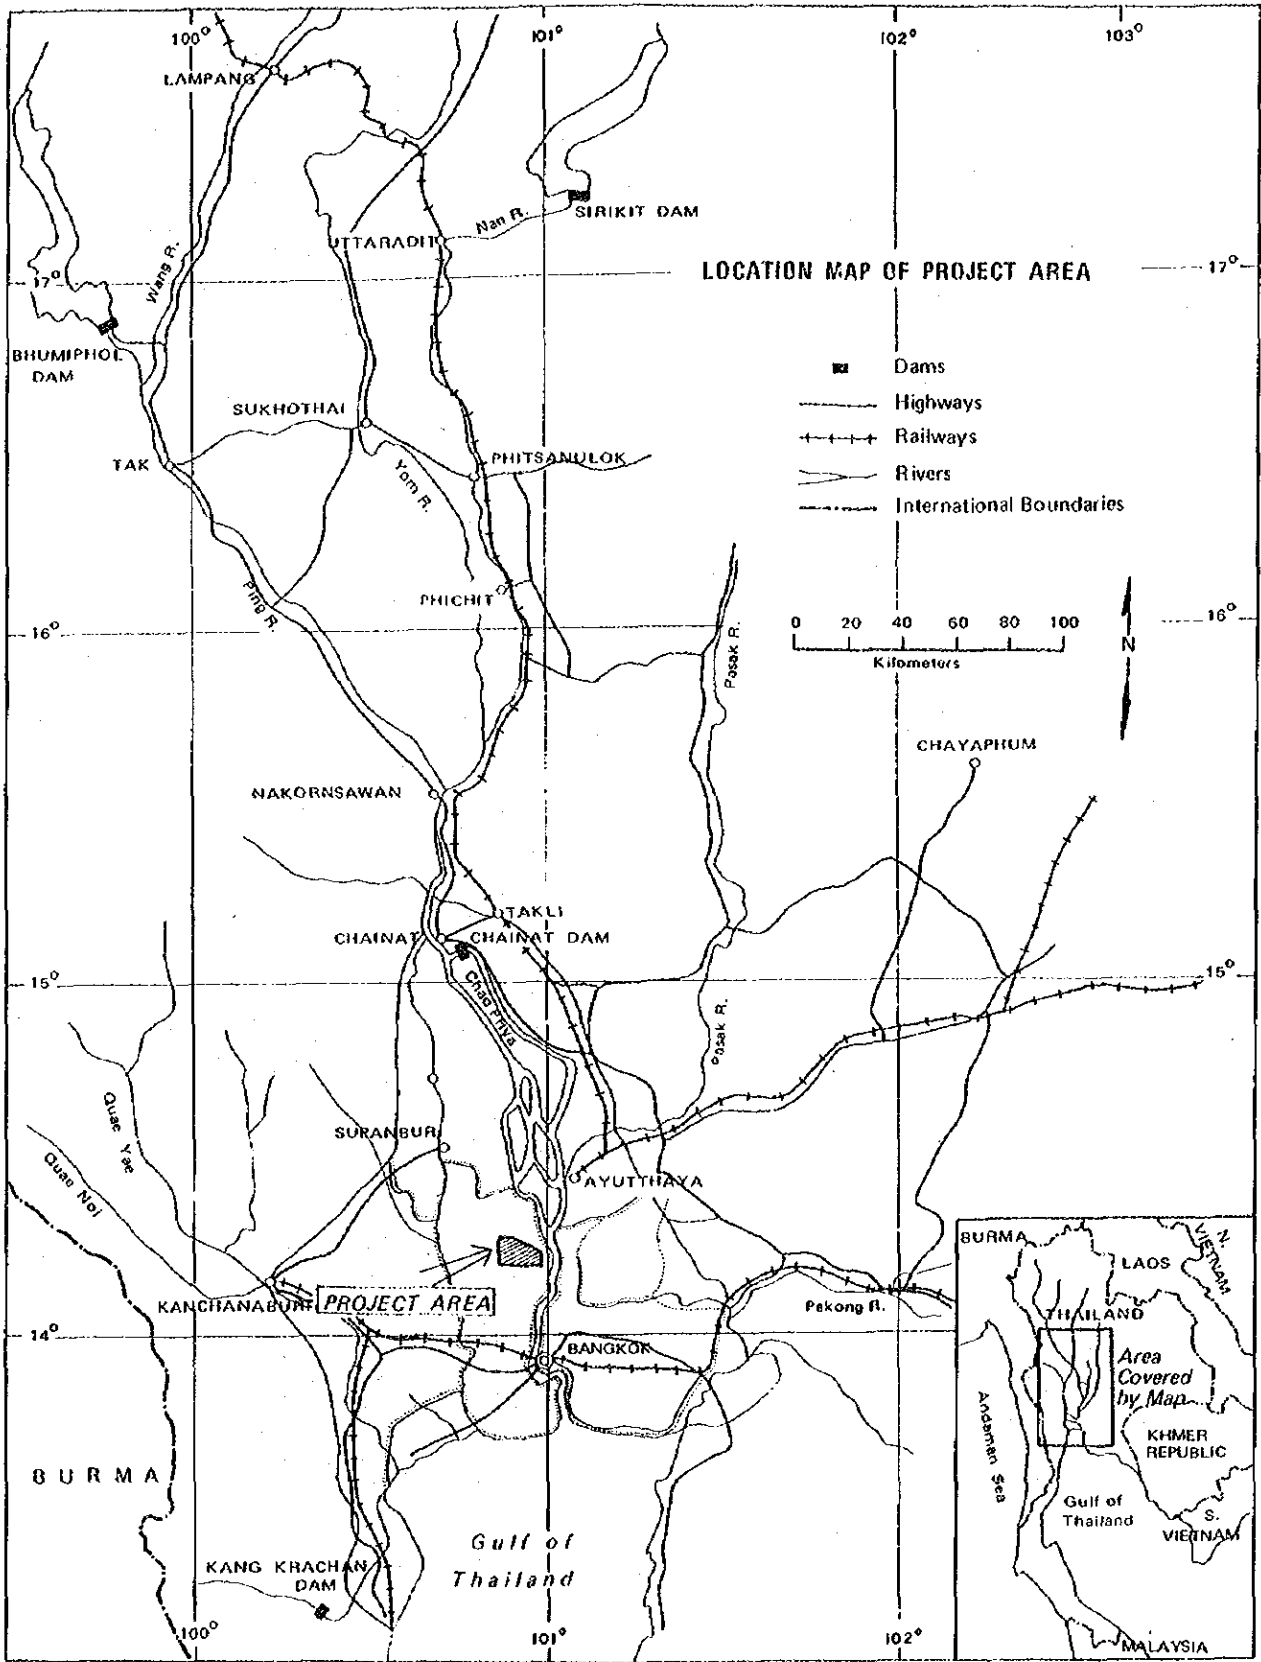 100°
101°
102°
103°
LAMPANG
SIRIKIT DAM
Nan R.
UTTARADIT
Wang R.
17°
LOCATION MAP OF PROJECT AREA
17°
BHUMIPHOL
DAM
Dams
Highways
Railways
Rivers
International Boundaries
SUKHOTHAI
TAK
PHITSANULOK
Yom R.
Ping R.
PHICHIT
16°
16°
0 20 40 60 80 100
Kilometers
N
Pasak R.
CHAYAPHUM
NAKORNSAWAN
TAKLI
CHAINAT
CHAINAT DAM
15°
15°
Chao Phya
Pasak R.
Quae Yae
Quae Noi
SUPANBURI
AYUTTHAYA
KANCHANABURI
PROJECT AREA
Pakong R.
14°
BANGKOK
BURMA
Gulf of
Thailand
KANG KRACHAN
DAM
100°
101°
102°
BURMA
N.
VIETNAM
LAOS
THAILAND
Area
Covered
by Map
Andaman Sea
KHMER
REPUBLIC
Gulf of
Thailand
S.
VIETNAM
MALAYSIA